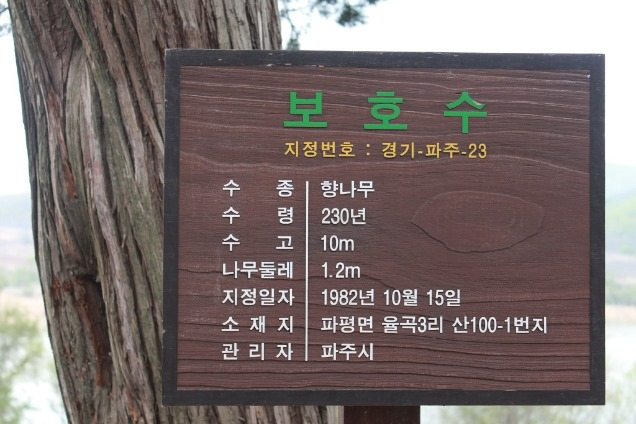 보호수
지정번호 : 경기-파주-23
수종 향나무
수령 230년
수고 10m
나무둘레 1.2m
지정일자 1982년 10월 15일
소재지 파평면 율곡3리 산100-1번지
관리자 파주시